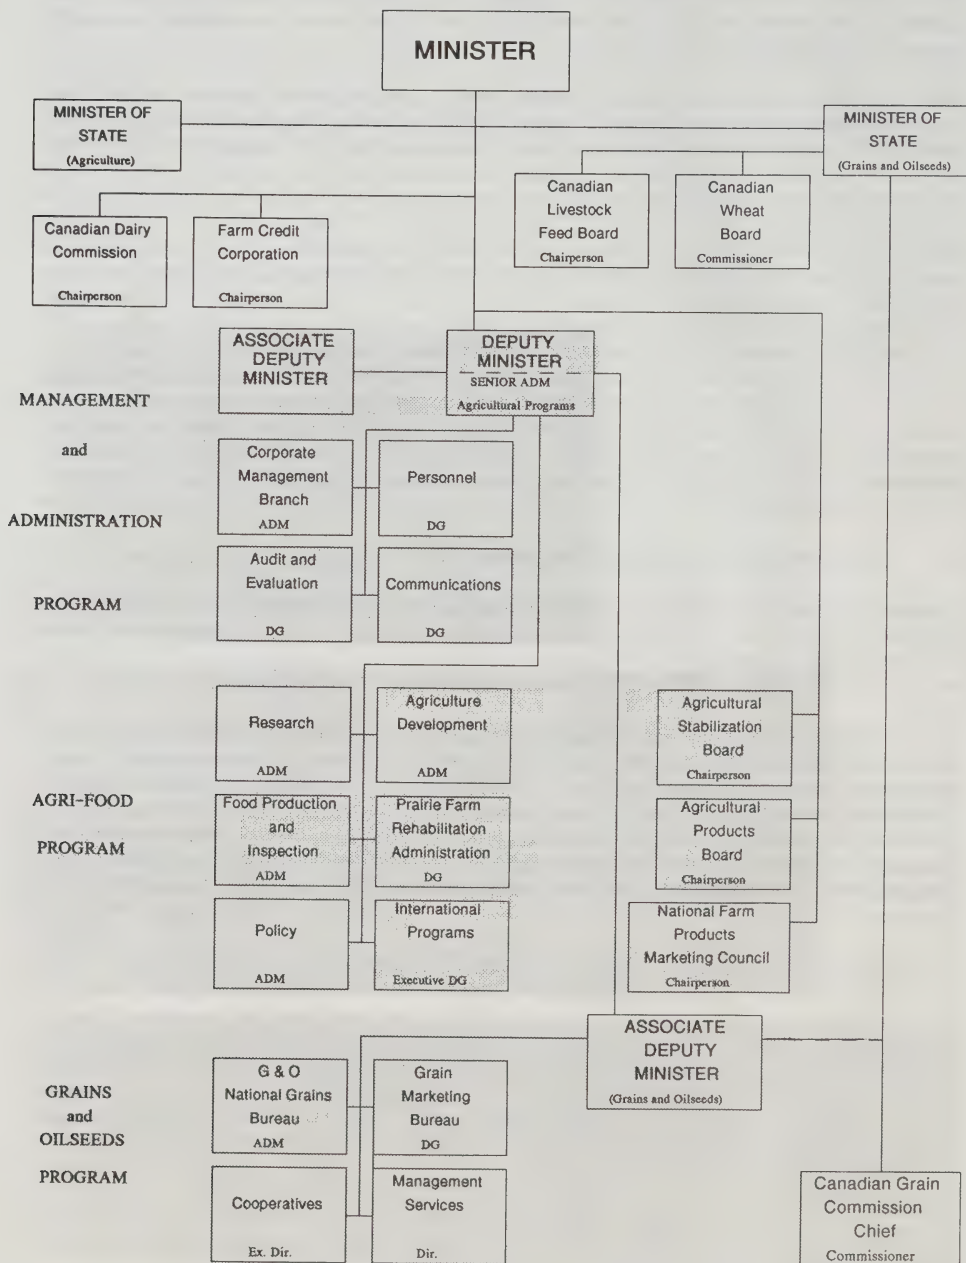 MINISTER
MINISTER OF
STATE
(Agriculture)
MINISTER OF
STATE
(Grains and Oilseeds)
Canadian
Livestock
Feed Board
Chairperson
Canadian
Wheat
Board
Commissioner
Canadian Dairy
Commission
Chairperson
Farm Credit
Corporation
Chairperson
ASSOCIATE
DEPUTY
MINISTER
DEPUTY
MINISTER
SENIOR ADM
Agricultural Programs
MANAGEMENT
and
ADMINISTRATION
PROGRAM
Corporate
Management
Branch
ADM
Personnel
DG
Audit and
Evaluation
DG
Communications
DG
AGRI-FOOD
PROGRAM
Research
ADM
Agriculture
Development
ADM
Food Production
and
Inspection
ADM
Prairie Farm
Rehabilitation
Administration
DG
Policy
ADM
International
Programs
Executive DG
Agricultural
Stabilization
Board
Chairperson
Agricultural
Products
Board
Chairperson
National Farm
Products
Marketing Council
Chairperson
ASSOCIATE
DEPUTY
MINISTER
(Grains and Oilseeds)
GRAINS
and
OILSEEDS
PROGRAM
G & O
National Grains
Bureau
ADM
Grain
Marketing
Bureau
DG
Cooperatives
Ex. Dir.
Management
Services
Dir.
Canadian Grain
Commission
Chief
Commissioner